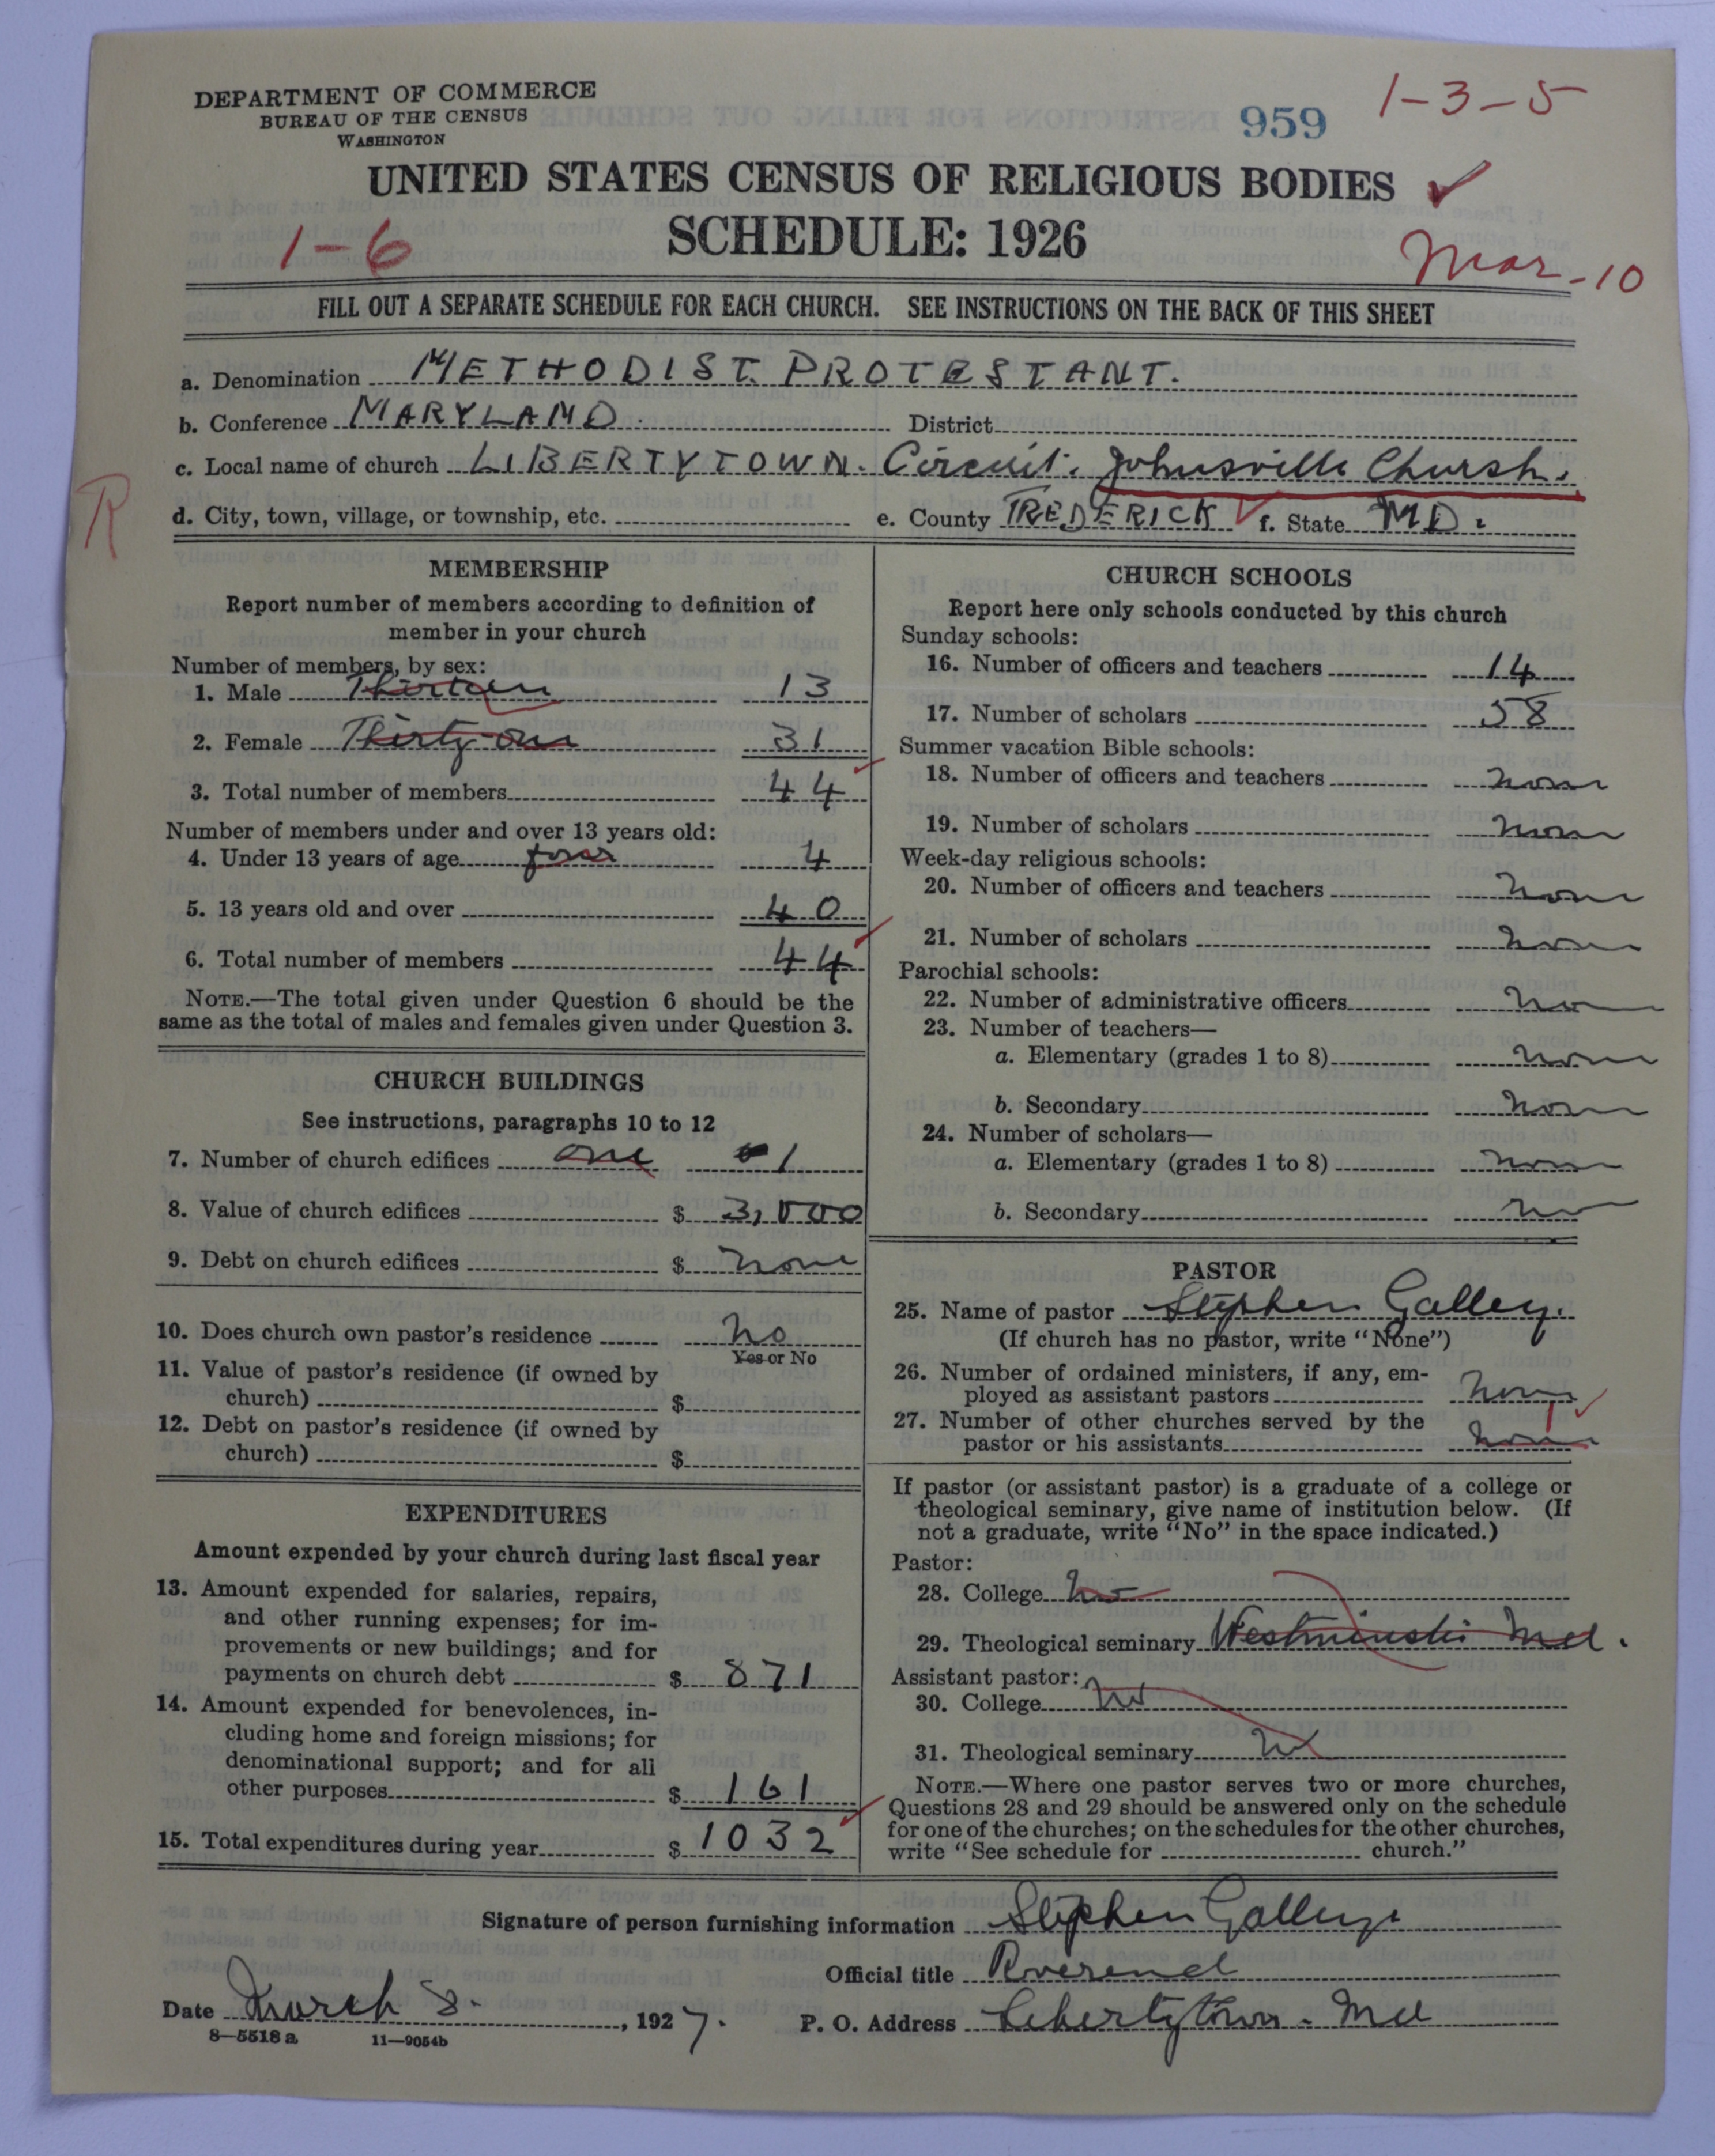 DEPARTMENT OF COMMERCE
BUREAU OF THE CENSUS
WASHINGTON
959
1-3-5
UNITED STATES CENSUS OF RELIGIOUS BODIES ✓
SCHEDULE: 1926
1-6
Mar-10
FILL OUT A SEPARATE SCHEDULE FOR EACH CHURCH. SEE INSTRUCTIONS ON THE BACK OF THIS SHEET
a. Denomination METHODIST. PROTESTANT.
b. Conference MARYLAND. District
c. Local name of church LIBERTYTOWN. Circuit. Johnsville Church.
R
d. City, town, village, or township, etc. e. County FREDERICK ✓ f. State MD.
MEMBERSHIP
Report number of members according to definition of
member in your church
Number of members, by sex:
1. Male Thirteen 13
2. Female Thirty-one 31
3. Total number of members 44
Number of members under and over 13 years old:
4. Under 13 years of age four 4
5. 13 years old and over 40
6. Total number of members 44
NOTE.—The total given under Question 6 should be the
same as the total of males and females given under Question 3.
CHURCH BUILDINGS
See instructions, paragraphs 10 to 12
7. Number of church edifices one 1
8. Value of church edifices $ 3,000
9. Debt on church edifices $ none
10. Does church own pastor's residence No
Yes or No
11. Value of pastor's residence (if owned by
church) $
12. Debt on pastor's residence (if owned by
church) $
EXPENDITURES
Amount expended by your church during last fiscal year
13. Amount expended for salaries, repairs,
and other running expenses; for im-
provements or new buildings; and for
payments on church debt $ 871
14. Amount expended for benevolences, in-
cluding home and foreign missions; for
denominational support; and for all
other purposes $ 161
15. Total expenditures during year $ 1032
CHURCH SCHOOLS
Report here only schools conducted by this church
Sunday schools:
16. Number of officers and teachers 14
17. Number of scholars 58
Summer vacation Bible schools:
18. Number of officers and teachers none
19. Number of scholars none
Week-day religious schools:
20. Number of officers and teachers none
21. Number of scholars none
Parochial schools:
22. Number of administrative officers no
23. Number of teachers—
a. Elementary (grades 1 to 8) none
b. Secondary none
24. Number of scholars—
a. Elementary (grades 1 to 8) none
b. Secondary no
PASTOR
25. Name of pastor Stephen Galley.
(If church has no pastor, write "None")
26. Number of ordained ministers, if any, em-
ployed as assistant pastors none
27. Number of other churches served by the
pastor or his assistants none
If pastor (or assistant pastor) is a graduate of a college or
theological seminary, give name of institution below. (If
not a graduate, write "No" in the space indicated.)
Pastor:
28. College no
29. Theological seminary Westminster Md.
Assistant pastor:
30. College no
31. Theological seminary no
NOTE.—Where one pastor serves two or more churches,
Questions 28 and 29 should be answered only on the schedule
for one of the churches; on the schedules for the other churches,
write "See schedule for church."
Signature of person furnishing information Stephen Galley.
Official title Reverend
Date March 8. , 1927. P. O. Address Libertytown. Md
8—5518 a 11—9054b